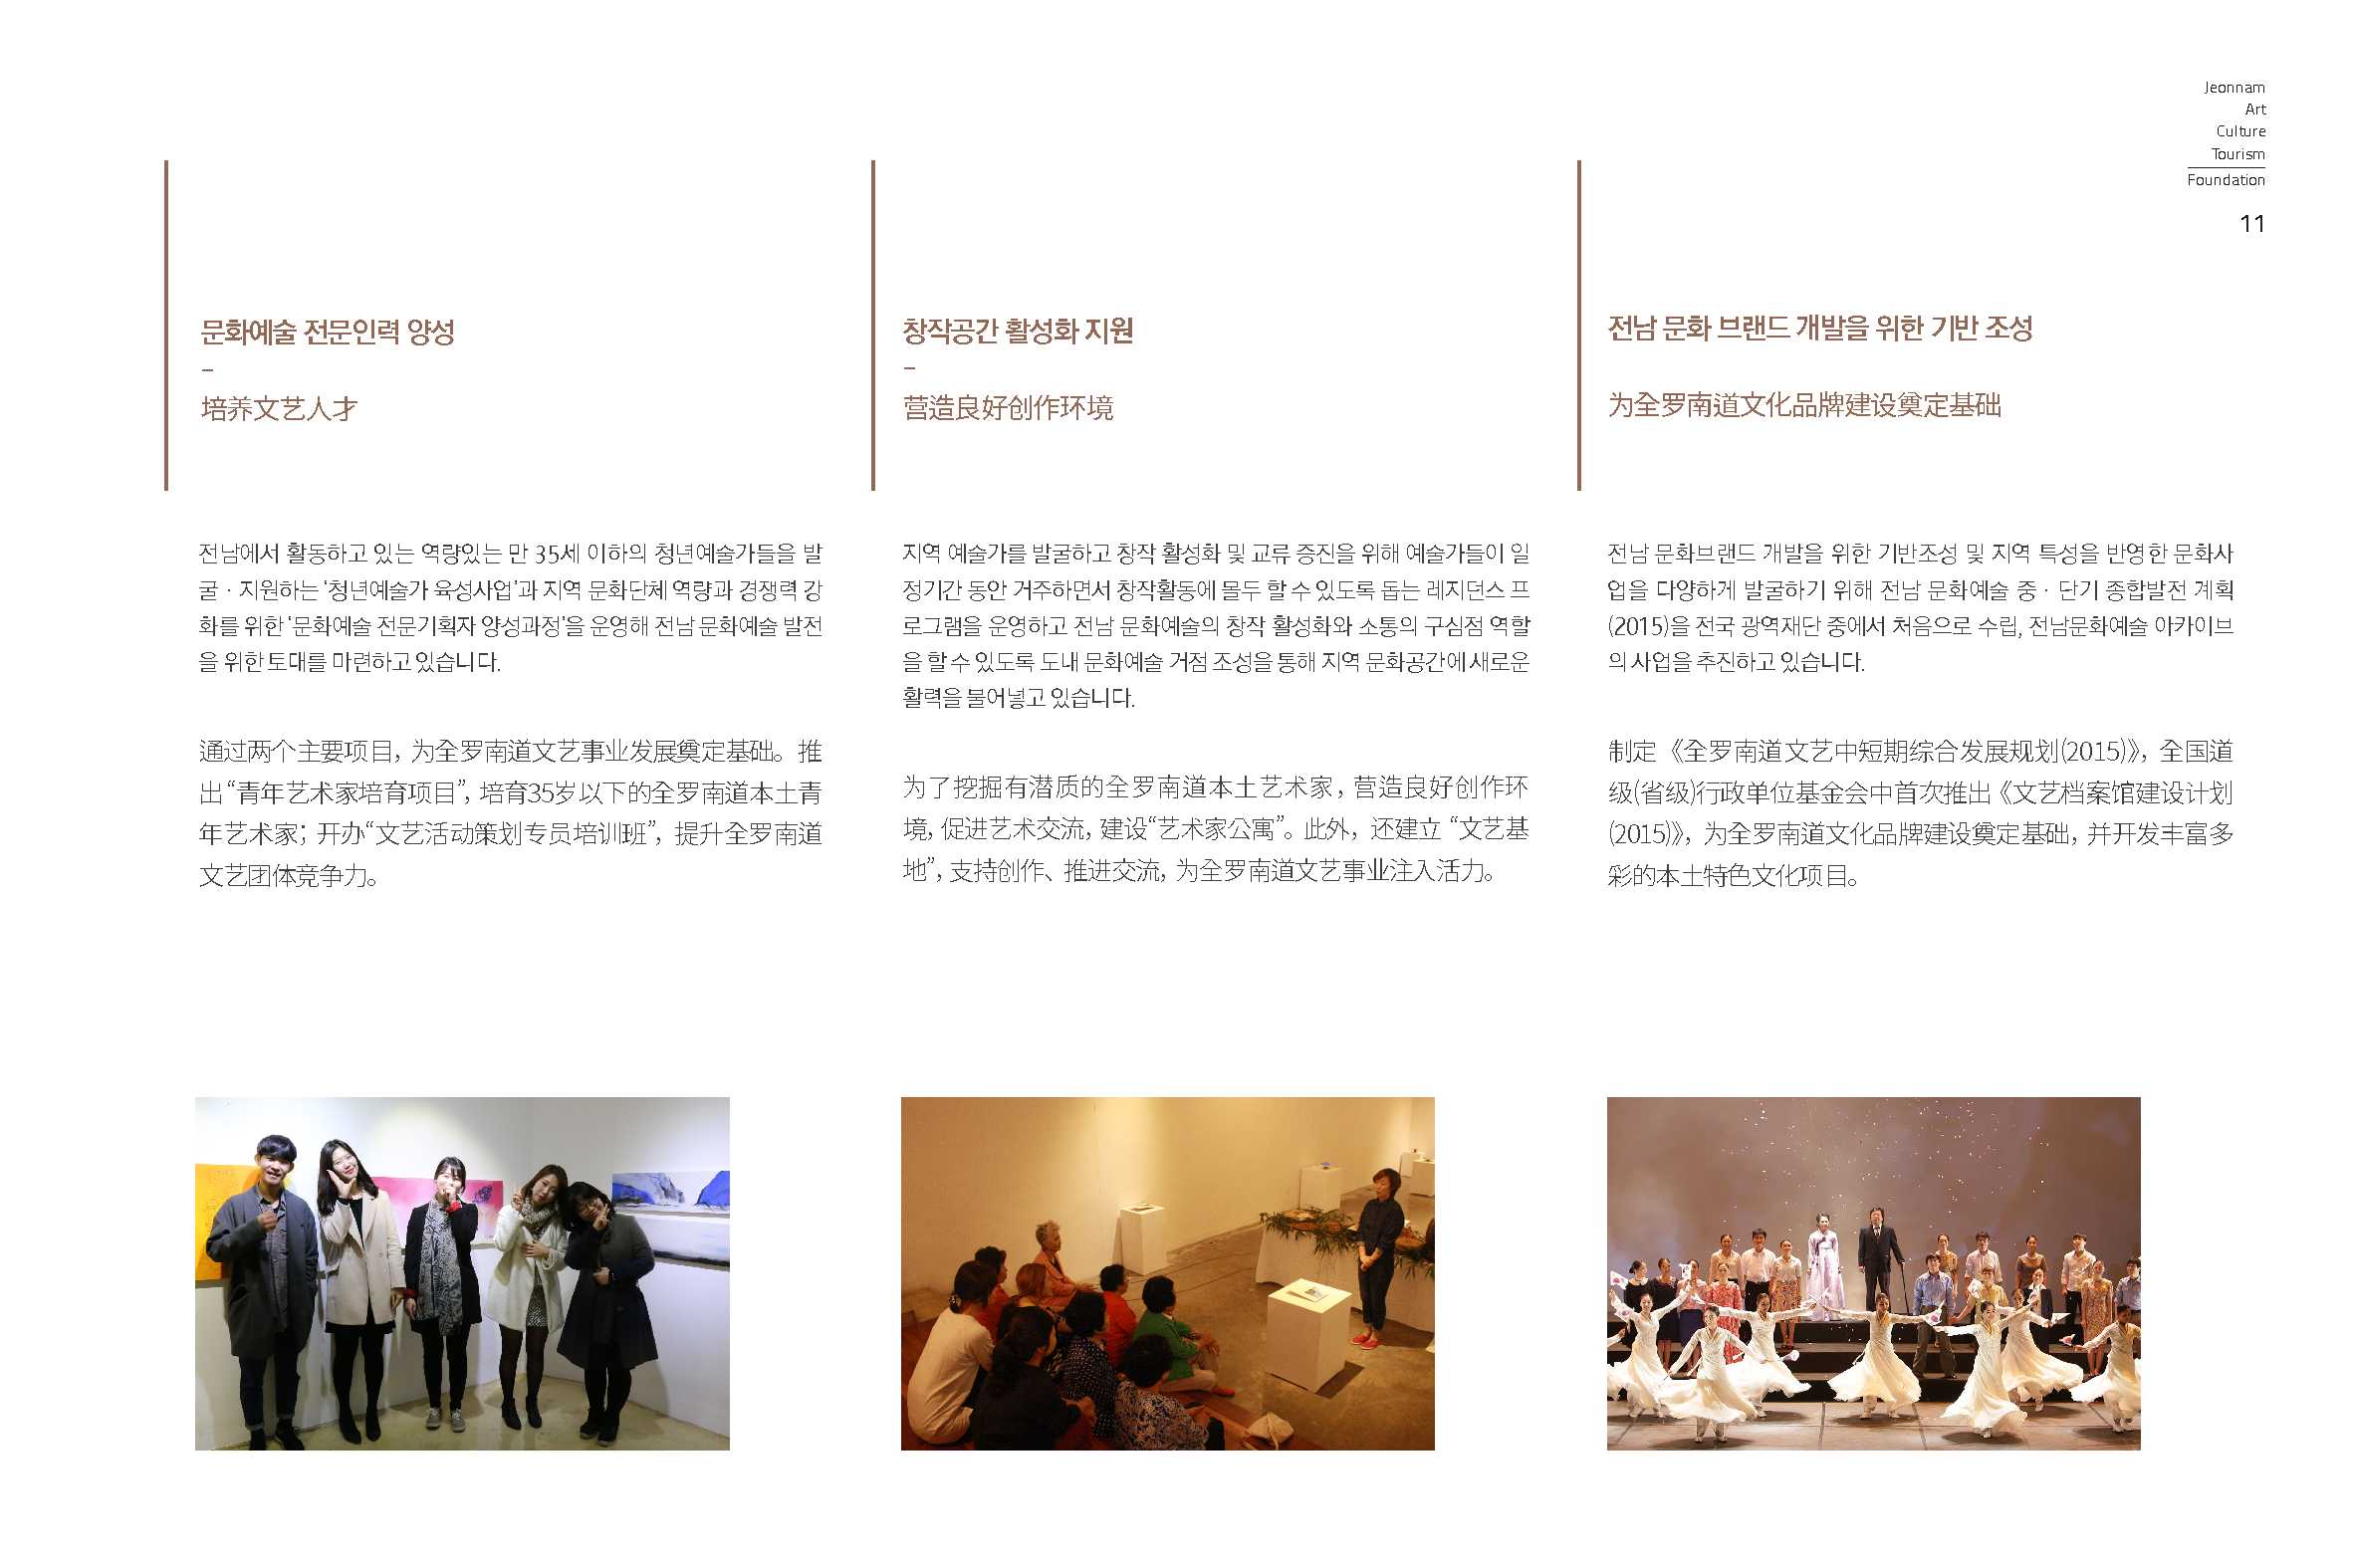 Jeonnam
Art
Culture
Tourism
Foundation
11
문화예술 전문인력 양성
–
培养文艺人才
전남에서 활동하고 있는 역량있는 만 35세 이하의 청년예술가들을 발
굴 · 지원하는 ‘청년예술가 육성사업’과 지역 문화단체 역량과 경쟁력 강
화를 위한 ‘문화예술 전문기획자 양성과정’을 운영해 전남 문화예술 발전
을 위한 토대를 마련하고 있습니다.
通过两个主要项目, 为全罗南道文艺事业发展奠定基础。推
出 “青年艺术家培育项目”, 培育35岁以下的全罗南道本土青
年艺术家; 开办“文艺活动策划专员培训班”, 提升全罗南道
文艺团体竞争力。
창작공간 활성화 지원
–
营造良好创作环境
지역 예술가를 발굴하고 창작 활성화 및 교류 증진을 위해 예술가들이 일
정기간 동안 거주하면서 창작활동에 몰두 할 수 있도록 돕는 레지던스 프
로그램을 운영하고 전남 문화예술의 창작 활성화와 소통의 구심점 역할
을 할 수 있도록 도내 문화예술 거점 조성을 통해 지역 문화공간에 새로운
활력을 불어넣고 있습니다.
为了挖掘有潜质的全罗南道本土艺术家, 营造良好创作环
境, 促进艺术交流, 建设“艺术家公寓”。此外, 还建立 “文艺基
地”, 支持创作、推进交流, 为全罗南道文艺事业注入活力。
전남 문화 브랜드 개발을 위한 기반 조성
为全罗南道文化品牌建设奠定基础
전남 문화브랜드 개발을 위한 기반조성 및 지역 특성을 반영한 문화사
업을 다양하게 발굴하기 위해 전남 문화예술 중 · 단기 종합발전 계획
(2015)을 전국 광역재단 중에서 처음으로 수립, 전남문화예술 아카이브
의 사업을 추진하고 있습니다.
制定《全罗南道文艺中短期综合发展规划(2015)》, 全国道
级(省级)行政单位基金会中首次推出《文艺档案馆建设计划
(2015)》, 为全罗南道文化品牌建设奠定基础, 并开发丰富多
彩的本土特色文化项目。